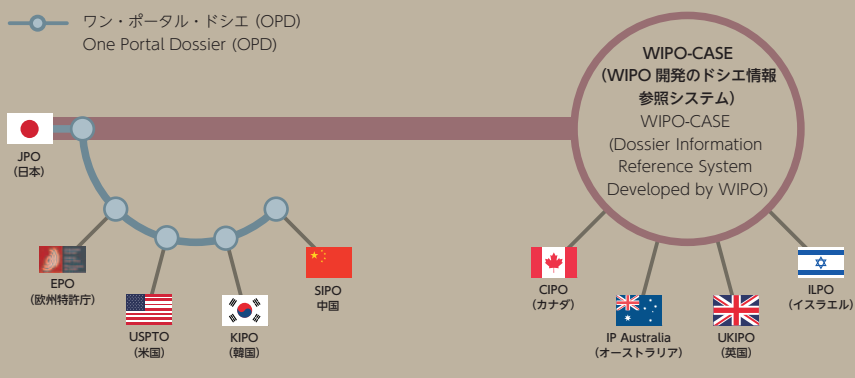 ワン・ポータル・ドシエ (OPD)
One Portal Dossier (OPD)
WIPO-CASE
（WIPO 開発のドシエ情報
参照システム）
WIPO-CASE
(Dossier Information
Reference System
Developed by WIPO)
JPO
（日本）
EPO
（欧州特許庁）
USPTO
（米国）
KIPO
（韓国）
SIPO
中国
CIPO
（カナダ）
IP Australia
（オーストラリア）
UKIPO
（英国）
ILPO
（イスラエル）